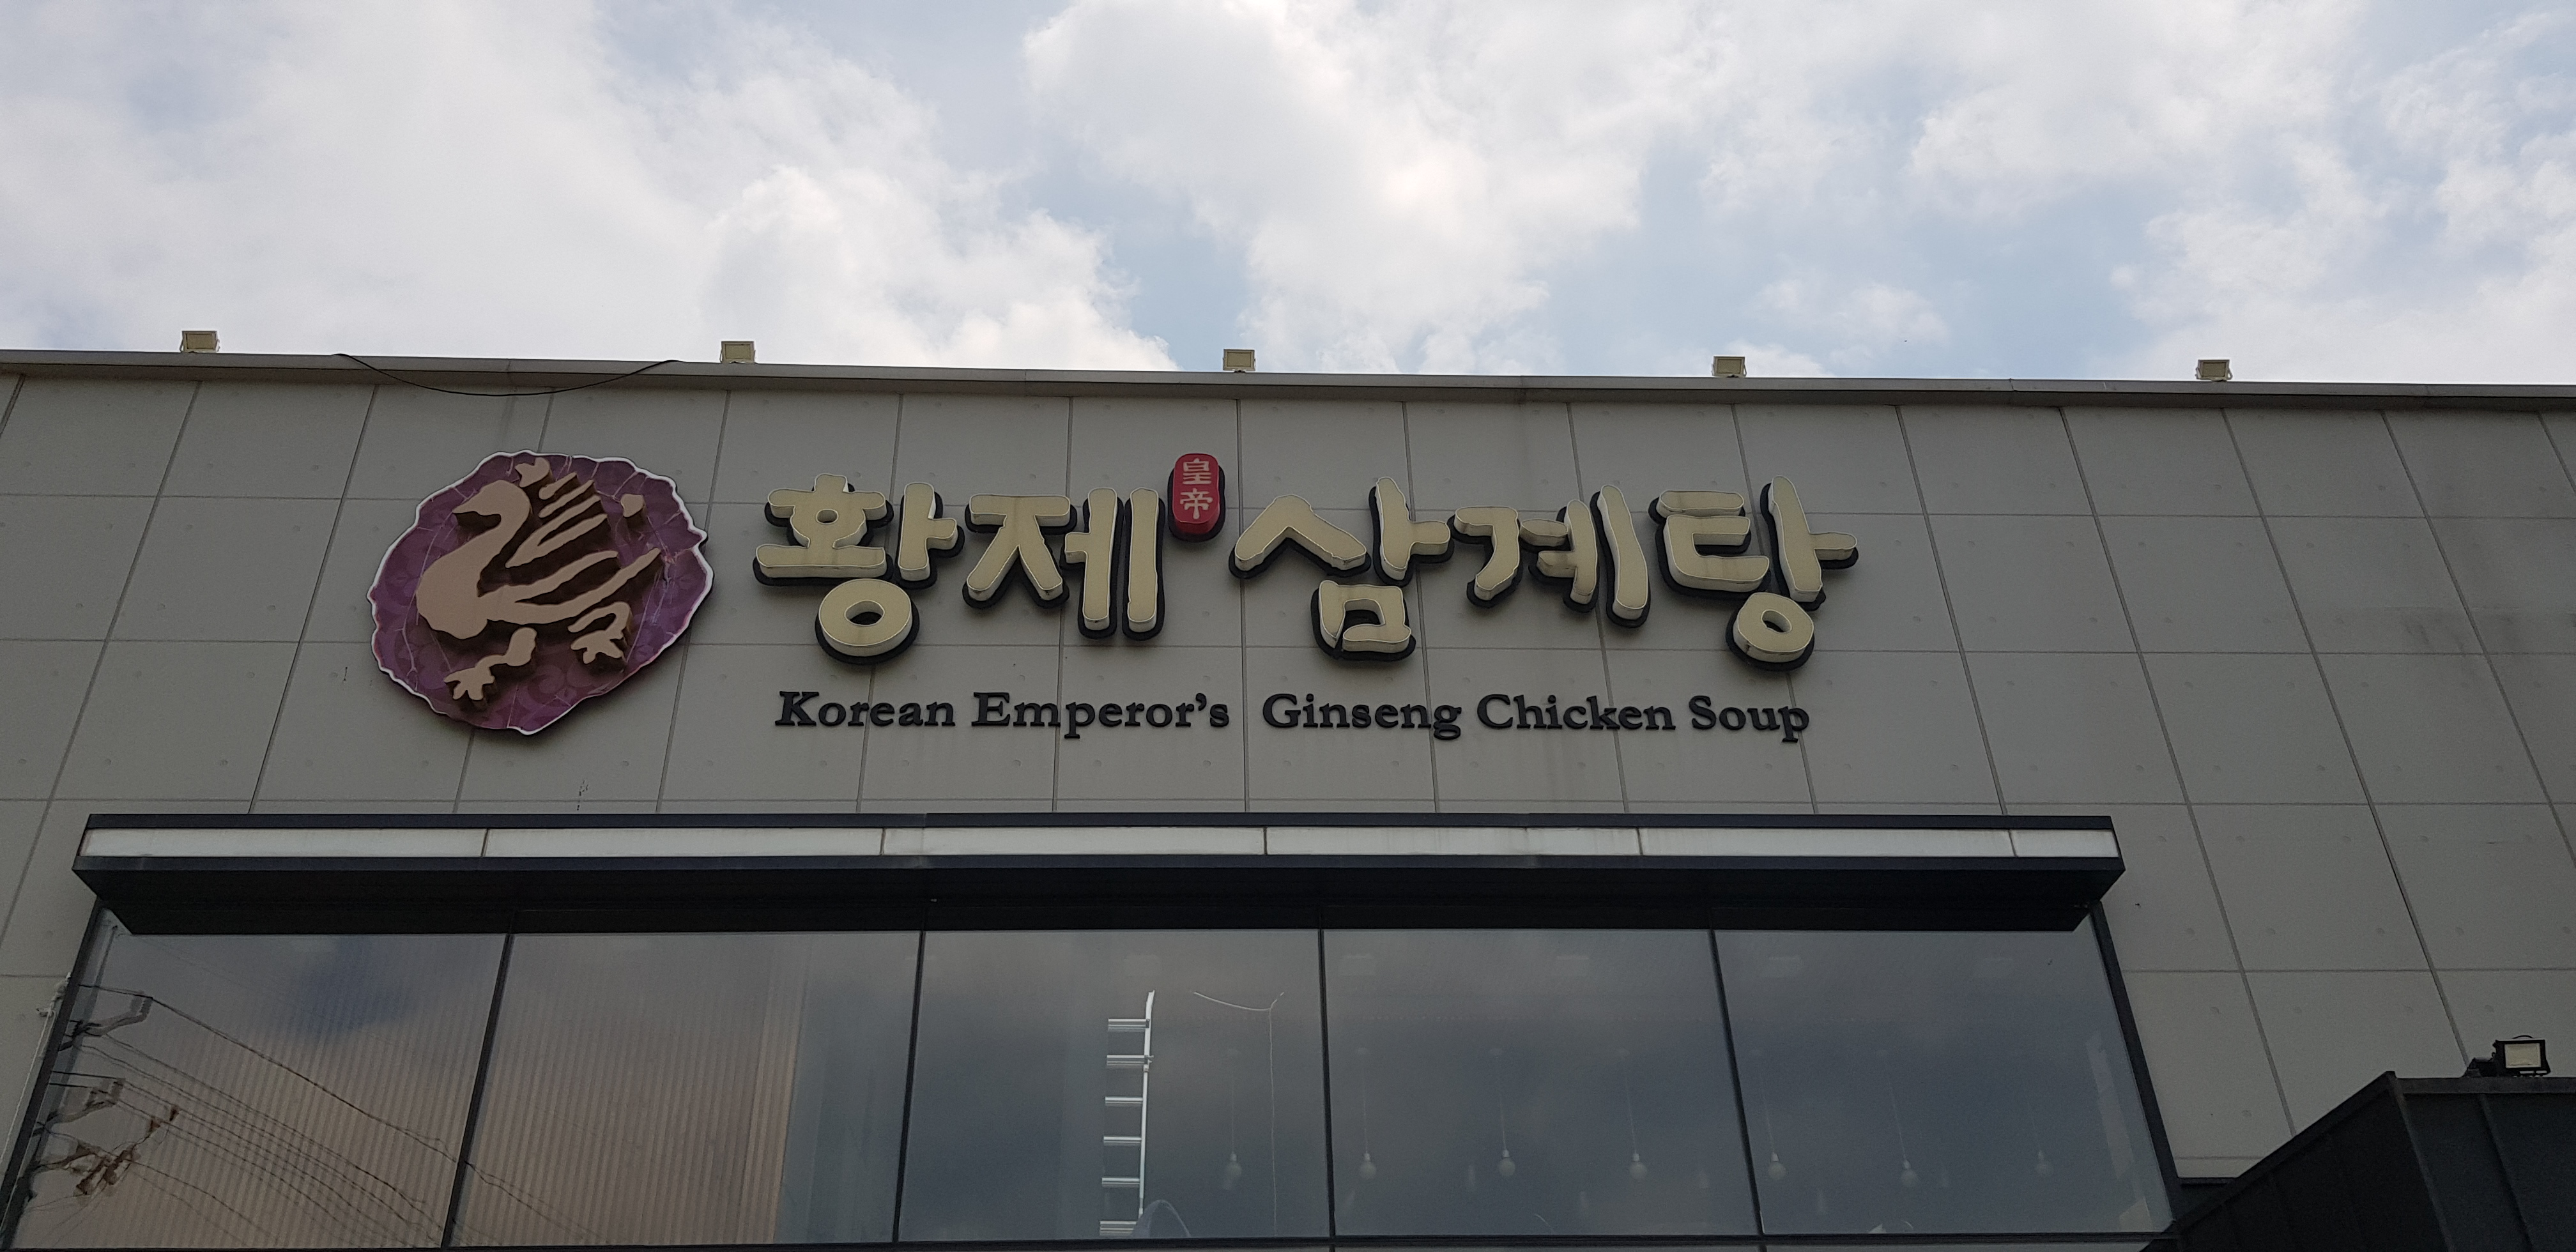 황제 皇帝 삼계탕
Korean Emperor's Ginseng Chicken Soup